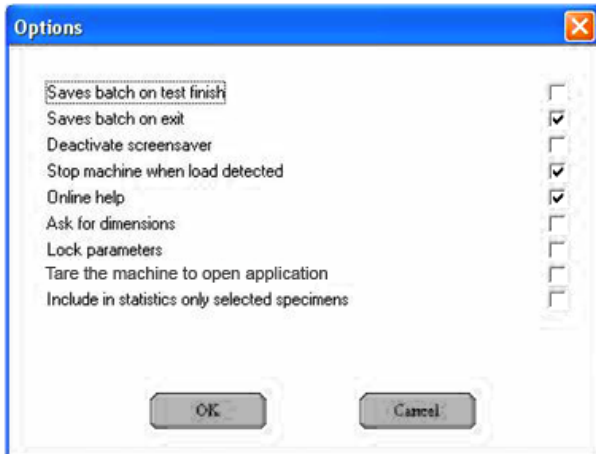 Options
Saves batch on test finish
Saves batch on exit
Deactivate screensaver
Stop machine when load detected
Online help
Ask for dimensions
Lock parameters
Tare the machine to open application
Include in statistics only selected specimens
OK Cancel